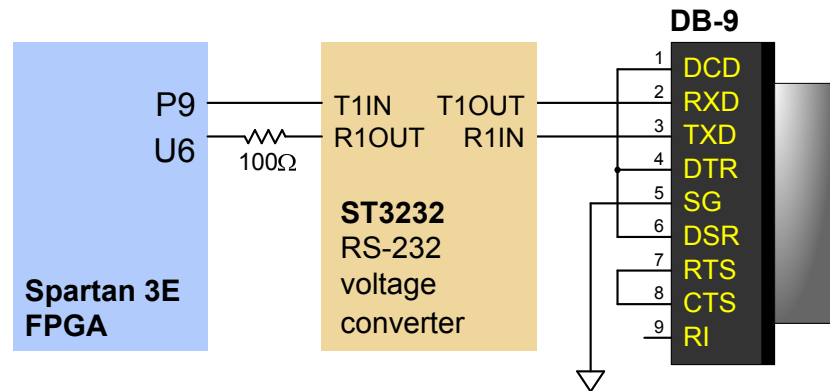 DB-9
P9
U6
100Ω
Spartan 3E
FPGA
T1IN T1OUT
R1OUT R1IN
ST3232
RS-232
voltage
converter
1 DCD
2 RXD
3 TXD
4 DTR
5 SG
6 DSR
7 RTS
8 CTS
9 RI